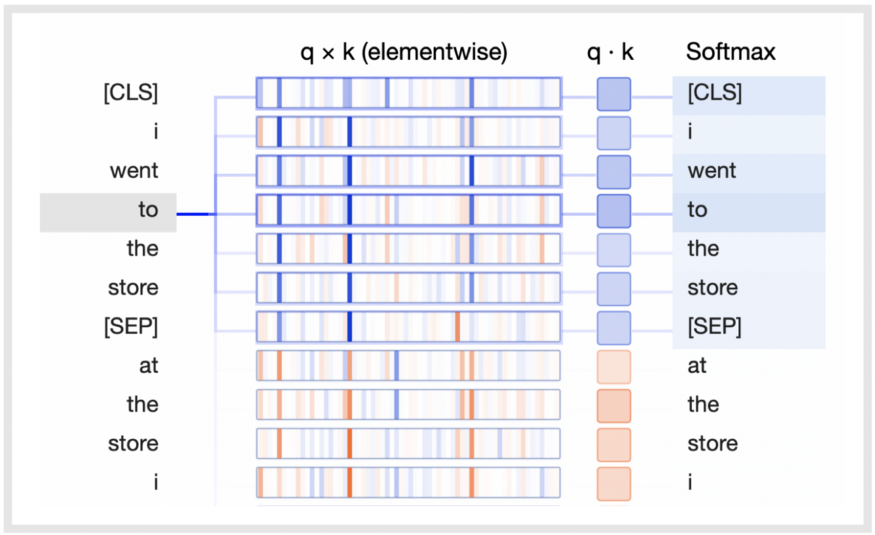 q × k (elementwise) q · k Softmax
[CLS] [CLS]
i i
went went
to to
the the
store store
[SEP] [SEP]
at at
the the
store store
i i